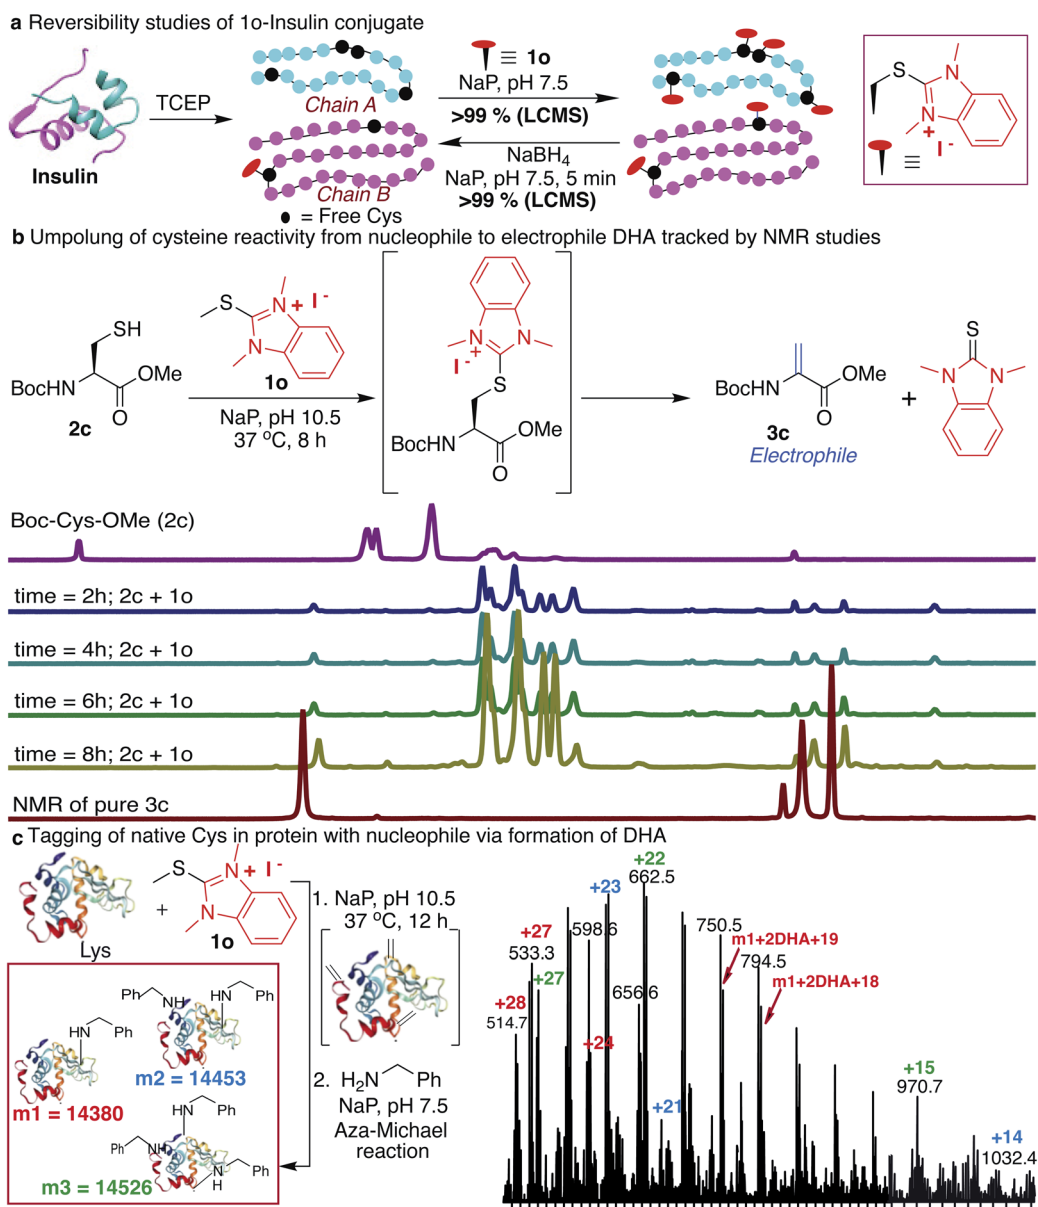 a Reversibility studies of 1o-Insulin conjugate
Insulin
TCEP
Chain A
Chain B
● = Free Cys
≡ 1o
NaP, pH 7.5
>99 % (LCMS)
NaBH4
NaP, pH 7.5, 5 min
>99 % (LCMS)
S
N
N
+
I -
≡
b Umpolung of cysteine reactivity from nucleophile to electrophile DHA tracked by NMR studies
SH
BocHN
OMe
O
2c
S
N
+ I -
N
1o
NaP, pH 10.5
37 ºC, 8 h
N
N
I -
+
S
BocHN
OMe
O
BocHN
OMe
O
3c
Electrophile
+
S
N
N
Boc-Cys-OMe (2c)
time = 2h; 2c + 1o
time = 4h; 2c + 1o
time = 6h; 2c + 1o
time = 8h; 2c + 1o
NMR of pure 3c
c Tagging of native Cys in protein with nucleophile via formation of DHA
Lys
+
S
N
+ I -
N
1o
1. NaP, pH 10.5
37 ºC, 12 h
2. H2N Ph
NaP, pH 7.5
Aza-Michael
reaction
HN Ph
m1 = 14380
Ph NH
HN Ph
m2 = 14453
HN Ph
Ph NH
N Ph
H
m3 = 14526
+28
514.7
+27
533.3
+27
598.6
+24
+23
+22
662.5
656.6
+21
750.5
m1+2DHA+19
794.5
m1+2DHA+18
+15
970.7
+14
1032.4